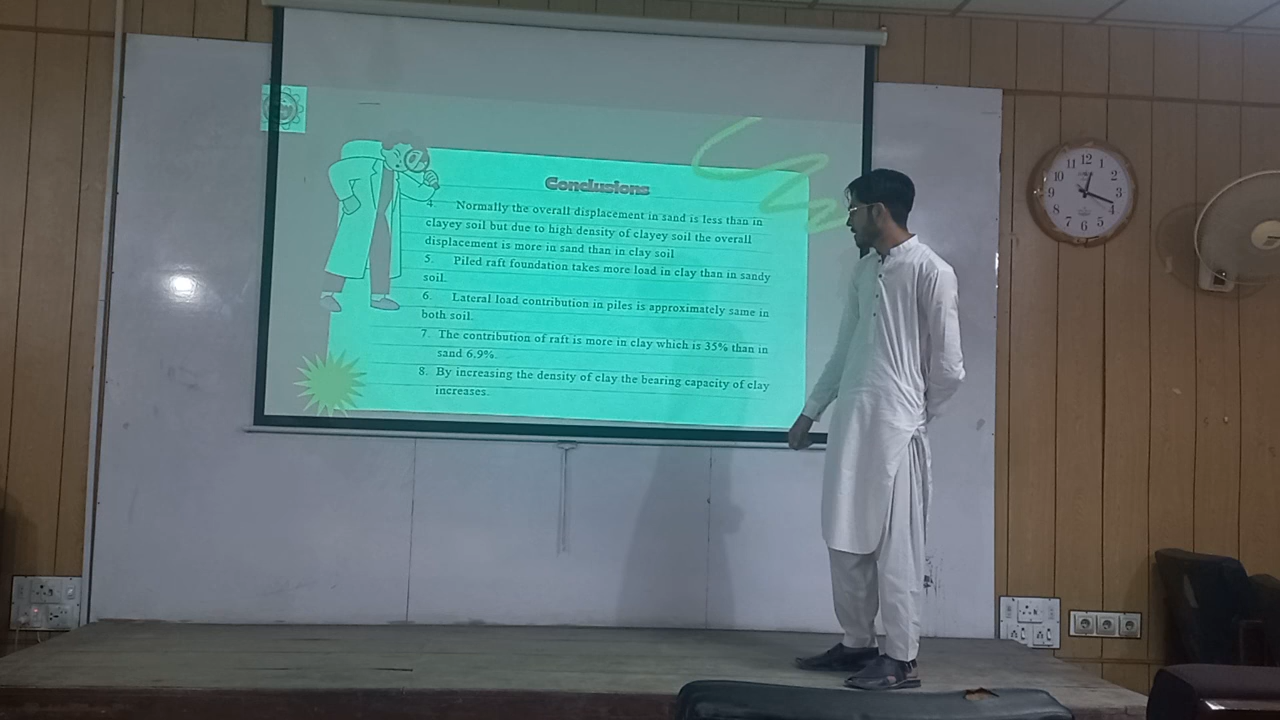 Conclusions
4. Normally the overall displacement in sand is less than in
clayey soil but due to high density of clayey soil the overall
displacement is more in sand than in clay soil
5. Piled raft foundation takes more load in clay than in sandy
soil.
6. Lateral load contribution in piles is approximately same in
both soil.
7. The contribution of raft is more in clay which is 35% than in
sand 6.9%.
8. By increasing the density of clay the bearing capacity of clay
increases.
11 12 1
10 2
9 3
8 4
7 6 5